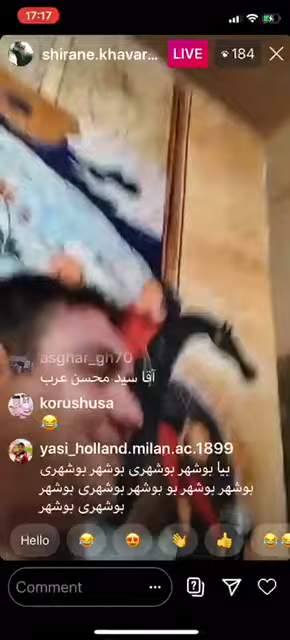 17:17
shirane.khavar...
LIVE
184
asghar_gh70
آقا سید محسن عرب
korushusa
😂
yasi_holland.milan.ac.1899
بیا بوشهر بوشهری بوشهر بوشهری
بوشهر بوشهر بو بوشهر بوشهری بوشهر
بوشهری بوشهر
Hello
😂 😍 👋 👍 😂😂
Comment